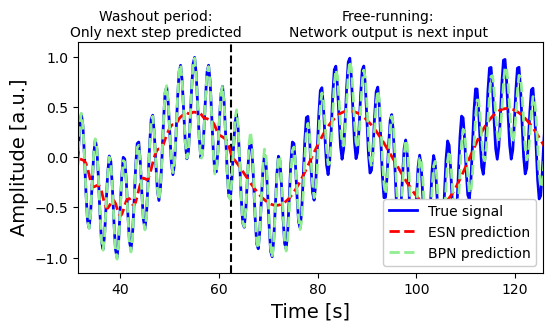 Washout period:
Only next step predicted
Free-running:
Network output is next input
1.0
0.5
0.0
−0.5
−1.0
Amplitude [a.u.]
True signal
ESN prediction
BPN prediction
40
60
80
100
120
Time [s]